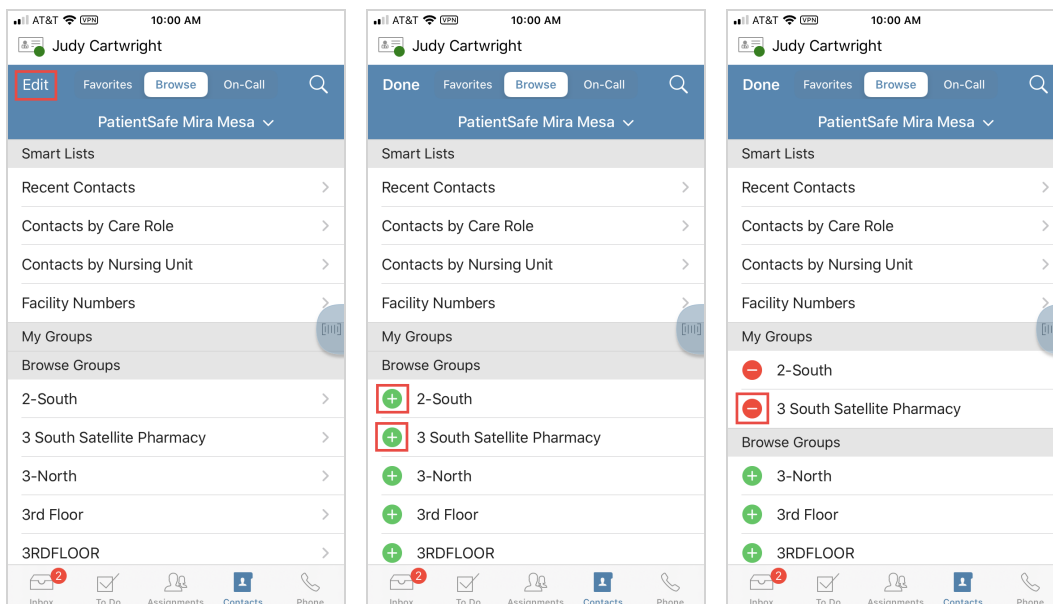 AT&T VPN 10:00 AM
Judy Cartwright
Edit Favorites Browse On-Call
PatientSafe Mira Mesa
Smart Lists
Recent Contacts
Contacts by Care Role
Contacts by Nursing Unit
Facility Numbers
My Groups
Browse Groups
2-South
3 South Satellite Pharmacy
3-North
3rd Floor
3RDFLOOR
2
Inbox To Do Assignments Contacts Phone
AT&T VPN 10:00 AM
Judy Cartwright
Done Favorites Browse On-Call
PatientSafe Mira Mesa
Smart Lists
Recent Contacts
Contacts by Care Role
Contacts by Nursing Unit
Facility Numbers
My Groups
Browse Groups
2-South
3 South Satellite Pharmacy
3-North
3rd Floor
3RDFLOOR
2
Inbox To Do Assignments Contacts Phone
AT&T VPN 10:00 AM
Judy Cartwright
Done Favorites Browse On-Call
PatientSafe Mira Mesa
Smart Lists
Recent Contacts
Contacts by Care Role
Contacts by Nursing Unit
Facility Numbers
My Groups
2-South
3 South Satellite Pharmacy
Browse Groups
3-North
3rd Floor
3RDFLOOR
2
Inbox To Do Assignments Contacts Phone